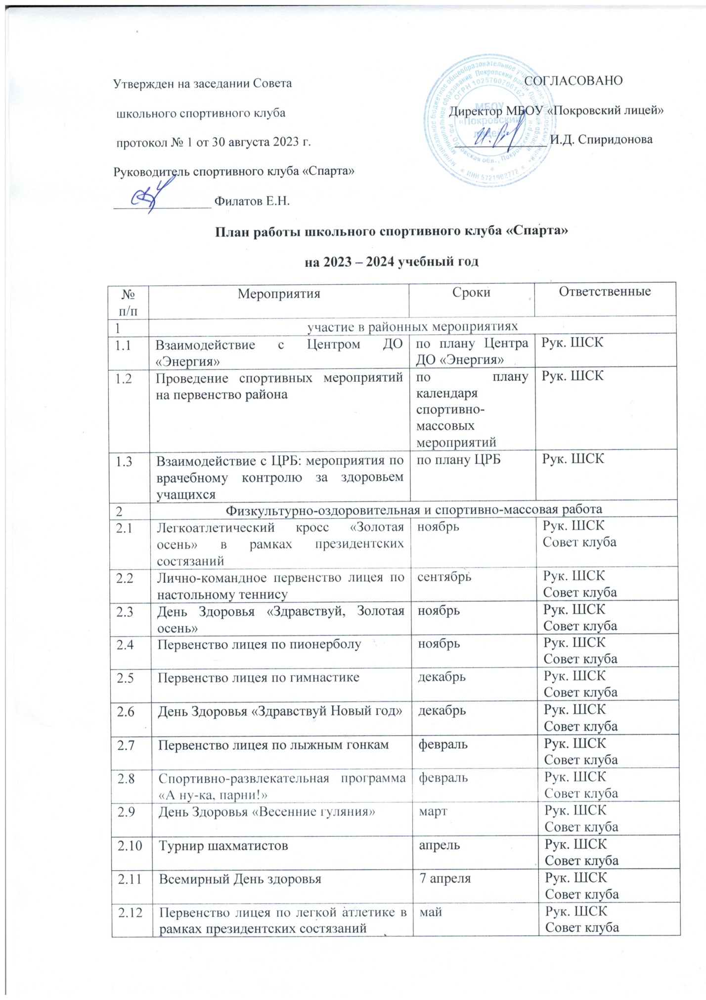 Утвержден на заседании Совета
школьного спортивного клуба
протокол № 1 от 30 августа 2023 г.
Руководитель спортивного клуба «Спарта»
Филатов Е.Н.
СОГЛАСОВАНО
Директор МБОУ «Покровский лицей»
И.Д. Спиридонова
Муниципальное бюджетное общеобразовательное учреждение «Покровский лицей»
Муниципальное образование Покровский район Орловской области
ОГРН 1025700706162
РФ, Орловская обл., Покровский р-н
МБОУ
«Покровский
лицей»
* ИНН 5721002772 *
План работы школьного спортивного клуба «Спарта»
на 2023 – 2024 учебный год
№ Мероприятия Сроки Ответственные
п/п
1 участие в районных мероприятиях
1.1 Взаимодействие с Центром ДО по плану Центра Рук. ШСК
«Энергия» ДО «Энергия»
1.2 Проведение спортивных мероприятий по плану Рук. ШСК
на первенство района календаря
спортивно-
массовых
мероприятий
1.3 Взаимодействие с ЦРБ: мероприятия по по плану ЦРБ Рук. ШСК
врачебному контролю за здоровьем
учащихся
2 Физкультурно-оздоровительная и спортивно-массовая работа
2.1 Легкоатлетический кросс «Золотая ноябрь Рук. ШСК
осень» в рамках президентских Совет клуба
состязаний
2.2 Лично-командное первенство лицея по сентябрь Рук. ШСК
настольному теннису Совет клуба
2.3 День Здоровья «Здравствуй, Золотая ноябрь Рук. ШСК
осень» Совет клуба
2.4 Первенство лицея по пионерболу ноябрь Рук. ШСК
Совет клуба
2.5 Первенство лицея по гимнастике декабрь Рук. ШСК
Совет клуба
2.6 День Здоровья «Здравствуй Новый год» декабрь Рук. ШСК
Совет клуба
2.7 Первенство лицея по лыжным гонкам февраль Рук. ШСК
Совет клуба
2.8 Спортивно-развлекательная программа февраль Рук. ШСК
«А ну-ка, парни!» Совет клуба
2.9 День Здоровья «Весенние гуляния» март Рук. ШСК
Совет клуба
2.10 Турнир шахматистов апрель Рук. ШСК
Совет клуба
2.11 Всемирный День здоровья 7 апреля Рук. ШСК
Совет клуба
2.12 Первенство лицея по легкой атлетике в май Рук. ШСК
рамках президентских состязаний Совет клуба